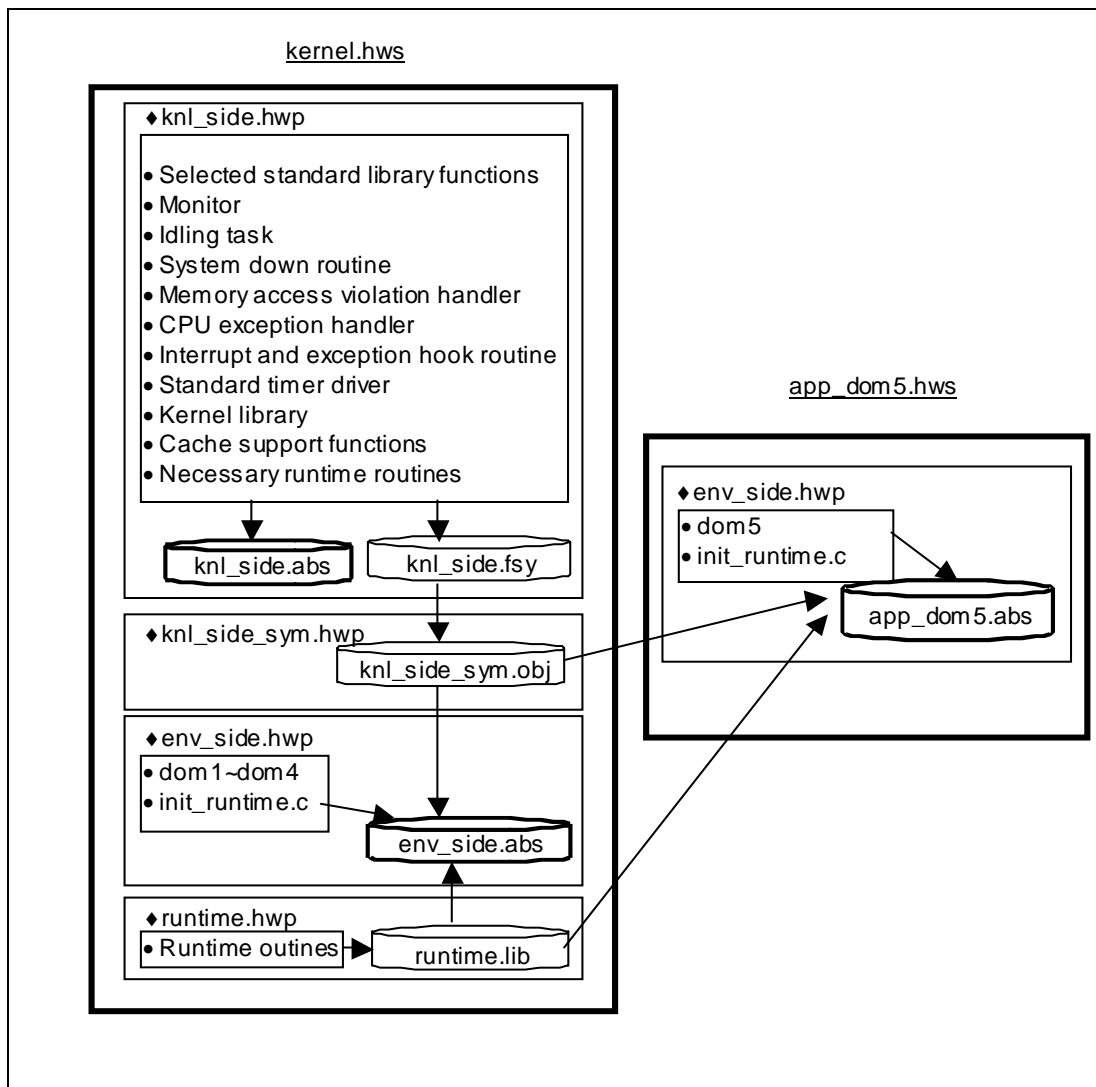 kernel.hws
♦knl_side.hwp
• Selected standard library functions
• Monitor
• Idling task
• System down routine
• Memory access violation handler
• CPU exception handler
• Interrupt and exception hook routine
• Standard timer driver
• Kernel library
• Cache support functions
• Necessary runtime routines
knl_side.abs
knl_side.fsy
♦knl_side_sym.hwp
knl_side_sym.obj
♦env_side.hwp
• dom1~dom4
• init_runtime.c
env_side.abs
♦runtime.hwp
• Runtime outines
runtime.lib
app_dom5.hws
♦env_side.hwp
• dom5
• init_runtime.c
app_dom5.abs